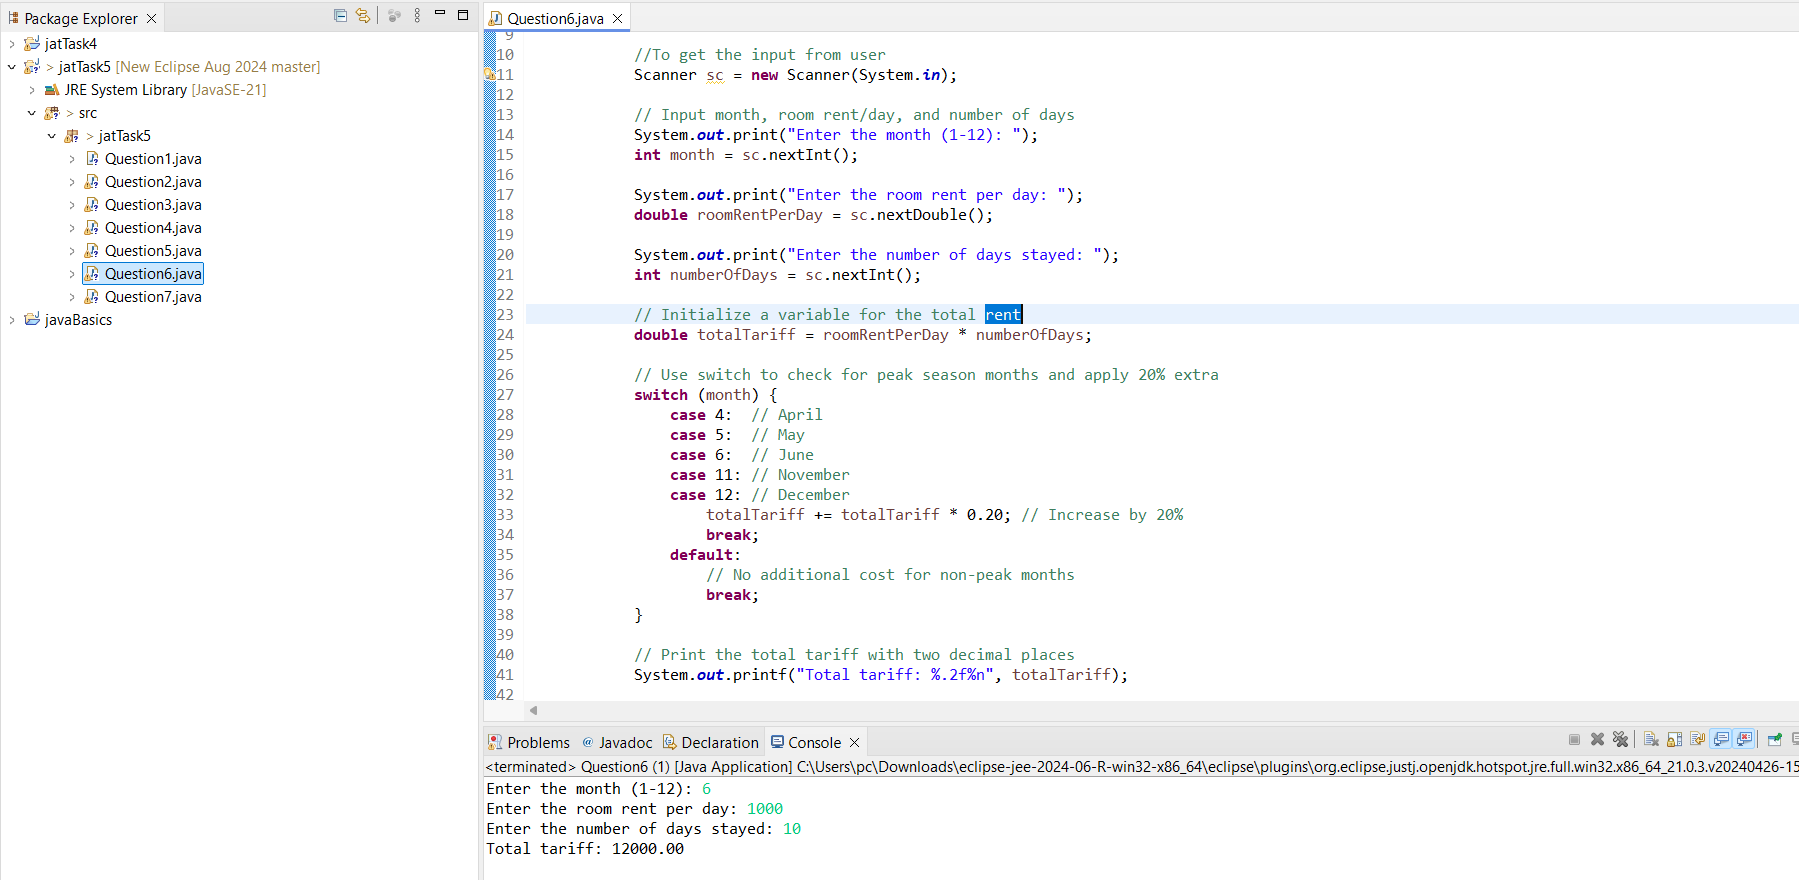 Package Explorer
jatTask4
> jatTask5 [New Eclipse Aug 2024 master]
JRE System Library [JavaSE-21]
> src
> jatTask5
Question1.java
Question2.java
Question3.java
Question4.java
Question5.java
Question6.java
Question7.java
javaBasics
Question6.java
9
10 //To get the input from user
11 Scanner sc = new Scanner(System.in);
12
13 // Input month, room rent/day, and number of days
14 System.out.print("Enter the month (1-12): ");
15 int month = sc.nextInt();
16
17 System.out.print("Enter the room rent per day: ");
18 double roomRentPerDay = sc.nextDouble();
19
20 System.out.print("Enter the number of days stayed: ");
21 int numberOfDays = sc.nextInt();
22
23 // Initialize a variable for the total rent
24 double totalTariff = roomRentPerDay * numberOfDays;
25
26 // Use switch to check for peak season months and apply 20% extra
27 switch (month) {
28 case 4: // April
29 case 5: // May
30 case 6: // June
31 case 11: // November
32 case 12: // December
33 totalTariff += totalTariff * 0.20; // Increase by 20%
34 break;
35 default:
36 // No additional cost for non-peak months
37 break;
38 }
39
40 // Print the total tariff with two decimal places
41 System.out.printf("Total tariff: %.2f%n", totalTariff);
42
Problems @ Javadoc Declaration Console
<terminated> Question6 (1) [Java Application] C:\Users\pc\Downloads\eclipse-jee-2024-06-R-win32-x86_64\eclipse\plugins\org.eclipse.justj.openjdk.hotspot.jre.full.win32.x86_64_21.0.3.v20240426-15
Enter the month (1-12): 6
Enter the room rent per day: 1000
Enter the number of days stayed: 10
Total tariff: 12000.00